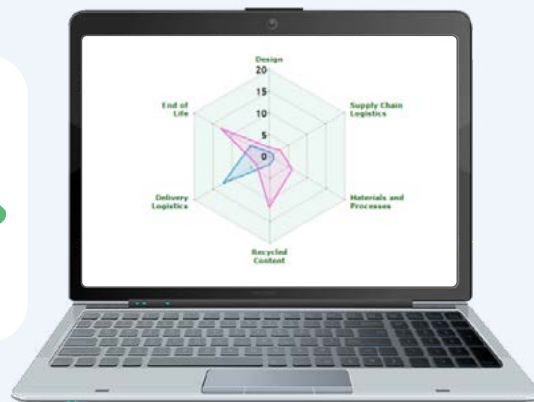 Design
20
15
10
5
0
End of
Life
Supply Chain
Logistics
Delivery
Logistics
Materials and
Processes
Recycled
Content